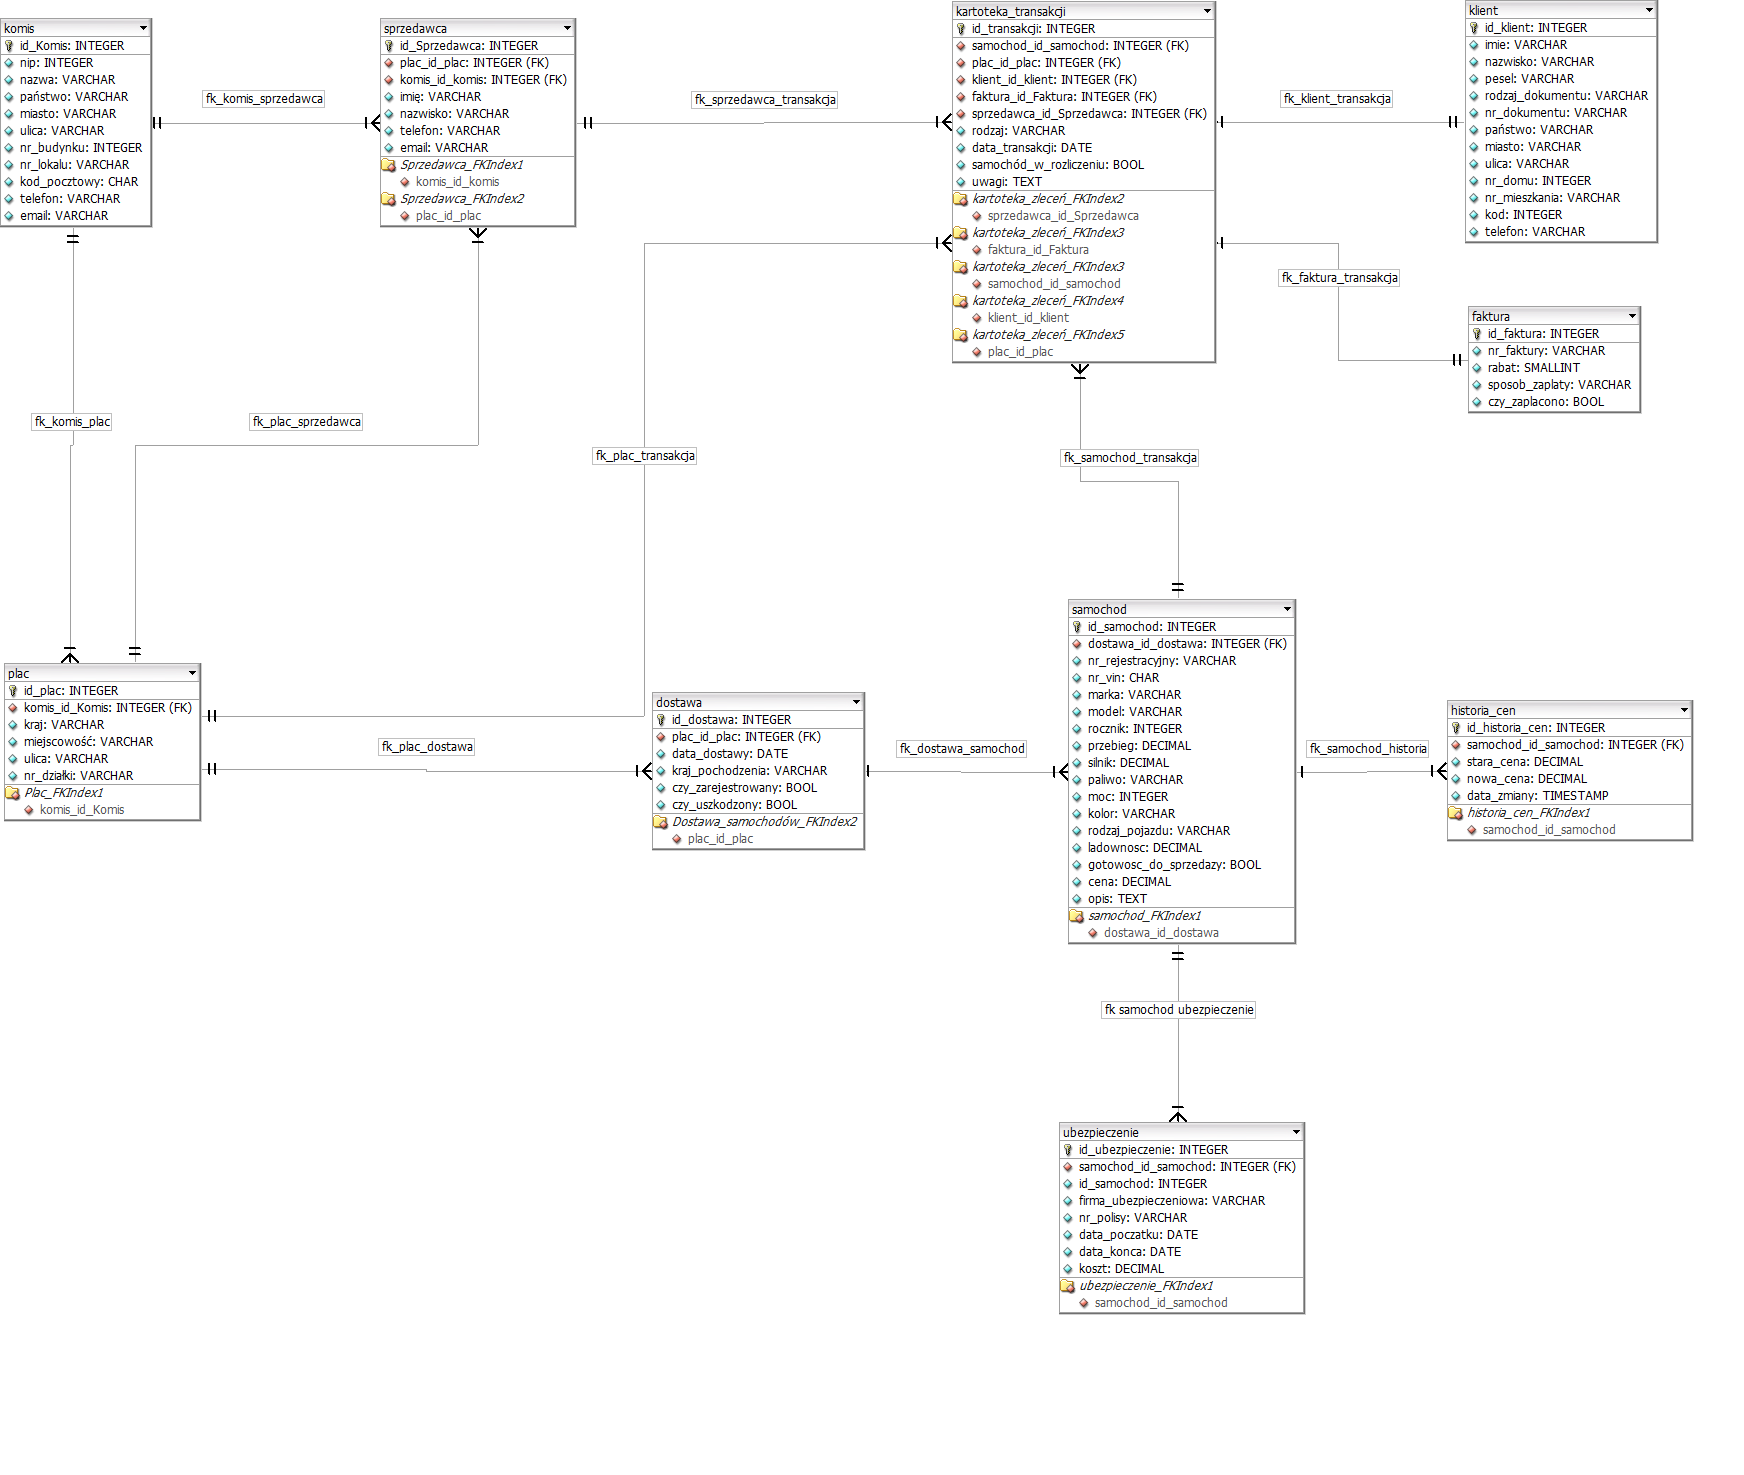 komis
id_Komis: INTEGER
nip: INTEGER
nazwa: VARCHAR
państwo: VARCHAR
miasto: VARCHAR
ulica: VARCHAR
nr_budynku: INTEGER
nr_lokalu: VARCHAR
kod_pocztowy: CHAR
telefon: VARCHAR
email: VARCHAR
fk_komis_sprzedawca
sprzedawca
id_Sprzedawca: INTEGER
plac_id_plac: INTEGER (FK)
komis_id_komis: INTEGER (FK)
imię: VARCHAR
nazwisko: VARCHAR
telefon: VARCHAR
email: VARCHAR
Sprzedawca_FKIndex1
komis_id_komis
Sprzedawca_FKIndex2
plac_id_plac
fk_sprzedawca_transakcja
kartoteka_transakcji
id_transakcji: INTEGER
samochod_id_samochod: INTEGER (FK)
plac_id_plac: INTEGER (FK)
klient_id_klient: INTEGER (FK)
faktura_id_Faktura: INTEGER (FK)
sprzedawca_id_Sprzedawca: INTEGER (FK)
rodzaj: VARCHAR
data_transakcji: DATE
samochód_w_rozliczeniu: BOOL
uwagi: TEXT
kartoteka_zleceń_FKIndex2
sprzedawca_id_Sprzedawca
kartoteka_zleceń_FKIndex3
faktura_id_Faktura
kartoteka_zleceń_FKIndex3
samochod_id_samochod
kartoteka_zleceń_FKIndex4
klient_id_klient
kartoteka_zleceń_FKIndex5
plac_id_plac
fk_klient_transakcja
klient
id_klient: INTEGER
imie: VARCHAR
nazwisko: VARCHAR
pesel: VARCHAR
rodzaj_dokumentu: VARCHAR
nr_dokumentu: VARCHAR
państwo: VARCHAR
miasto: VARCHAR
ulica: VARCHAR
nr_domu: INTEGER
nr_mieszkania: VARCHAR
kod: INTEGER
telefon: VARCHAR
fk_faktura_transakcja
faktura
id_faktura: INTEGER
nr_faktury: VARCHAR
rabat: SMALLINT
sposob_zaplaty: VARCHAR
czy_zaplacono: BOOL
fk_komis_plac
fk_plac_sprzedawca
fk_plac_transakcja
fk_samochod_transakcja
plac
id_plac: INTEGER
komis_id_Komis: INTEGER (FK)
kraj: VARCHAR
miejscowość: VARCHAR
ulica: VARCHAR
nr_działki: VARCHAR
Plac_FKIndex1
komis_id_Komis
fk_plac_dostawa
dostawa
id_dostawa: INTEGER
plac_id_plac: INTEGER (FK)
data_dostawy: DATE
kraj_pochodzenia: VARCHAR
czy_zarejestrowany: BOOL
czy_uszkodzony: BOOL
Dostawa_samochodów_FKIndex2
plac_id_plac
fk_dostawa_samochod
samochod
id_samochod: INTEGER
dostawa_id_dostawa: INTEGER (FK)
nr_rejestracyjny: VARCHAR
nr_vin: CHAR
marka: VARCHAR
model: VARCHAR
rocznik: INTEGER
przebieg: DECIMAL
silnik: DECIMAL
paliwo: VARCHAR
moc: INTEGER
kolor: VARCHAR
rodzaj_pojazdu: VARCHAR
ladownosc: DECIMAL
gotowosc_do_sprzedazy: BOOL
cena: DECIMAL
opis: TEXT
samochod_FKIndex1
dostawa_id_dostawa
fk_samochod_historia
historia_cen
id_historia_cen: INTEGER
samochod_id_samochod: INTEGER (FK)
stara_cena: DECIMAL
nowa_cena: DECIMAL
data_zmiany: TIMESTAMP
historia_cen_FKIndex1
samochod_id_samochod
fk samochod ubezpieczenie
ubezpieczenie
id_ubezpieczenie: INTEGER
samochod_id_samochod: INTEGER (FK)
id_samochod: INTEGER
firma_ubezpieczeniowa: VARCHAR
nr_polisy: VARCHAR
data_poczatku: DATE
data_konca: DATE
koszt: DECIMAL
ubezpieczenie_FKIndex1
samochod_id_samochod